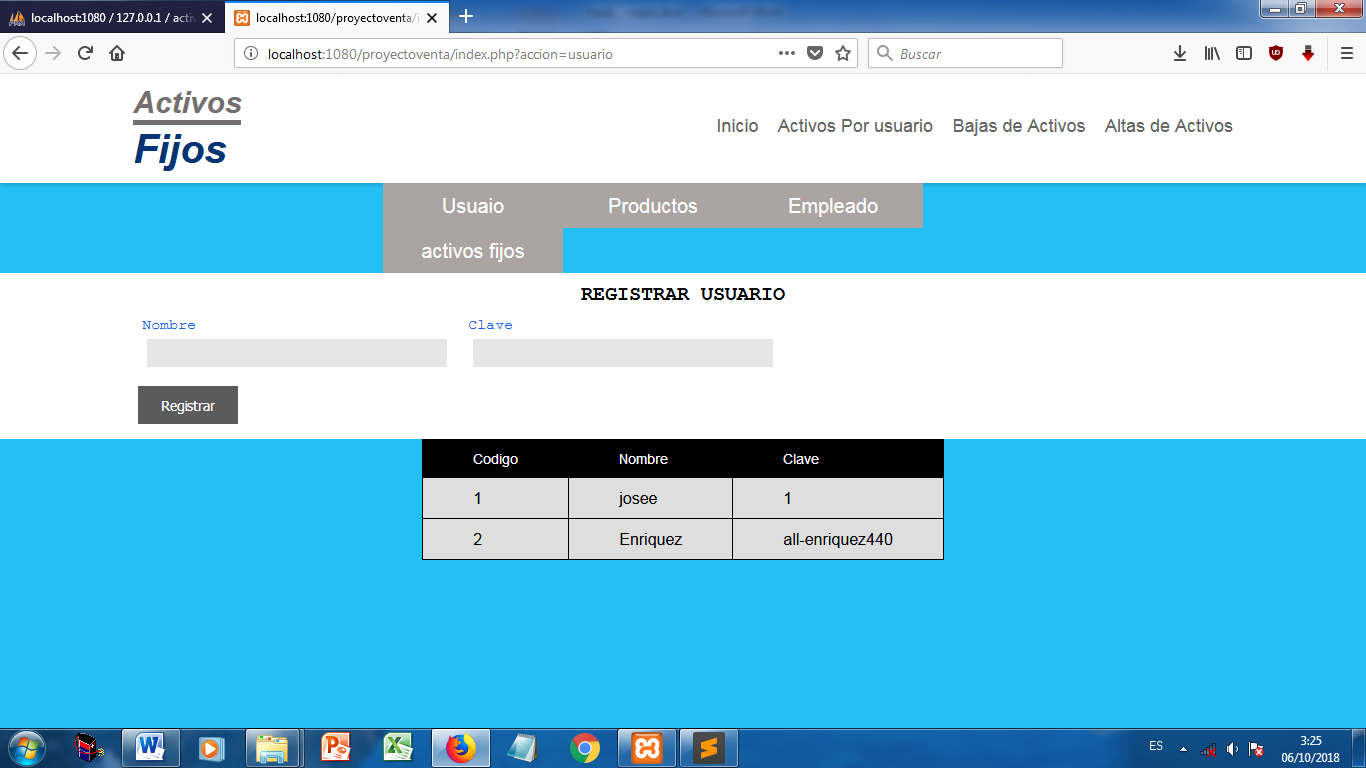 localhost:1080 / 127.0.0.1 / activ
localhost:1080/proyectoventa/i
localhost:1080/proyectoventa/index.php?accion=usuario
Buscar
Activos
Fijos
Inicio Activos Por usuario Bajas de Activos Altas de Activos
Usuaio Productos Empleado
activos fijos
REGISTRAR USUARIO
Nombre Clave
Registrar
Codigo Nombre Clave
1 josee 1
2 Enriquez all-enriquez440
ES
3:25
06/10/2018